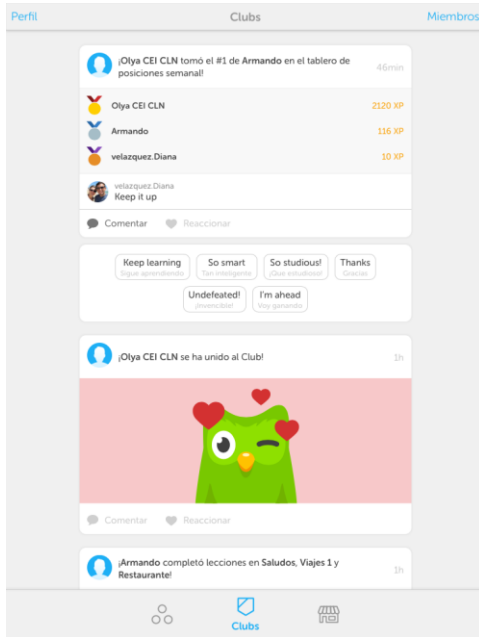 Perfil Clubs Miembros
¡Olya CEI CLN tomó el #1 de Armando en el tablero de
posiciones semanal!
46min
Olya CEI CLN 2120 XP
Armando 116 XP
velazquez.Diana 10 XP
velazquez.Diana
Keep it up
Comentar Reaccionar
Keep learning So smart So studious! Thanks
Sigue aprendiendo Tan inteligente ¡Qué estudioso! Gracias
Undefeated! I'm ahead
¡Invencible! Voy ganando
¡Olya CEI CLN se ha unido al Club! 1h
Comentar Reaccionar
¡Armando completó lecciones en Saludos, Viajes 1 y
Restaurante!
1h
Clubs